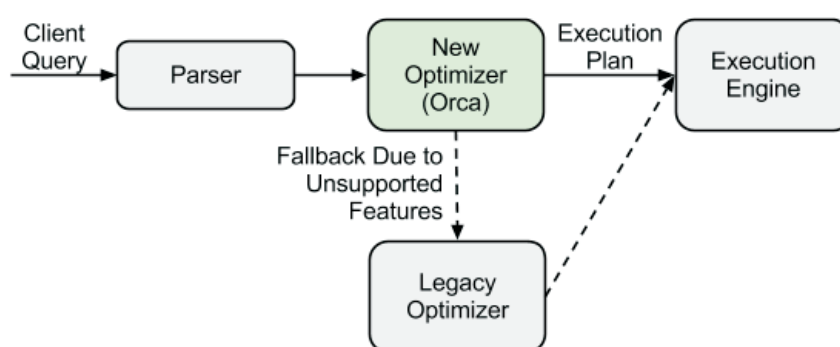 Client
Query
Parser
New
Optimizer
(Orca)
Execution
Plan
Execution
Engine
Fallback Due to
Unsupported
Features
Legacy
Optimizer